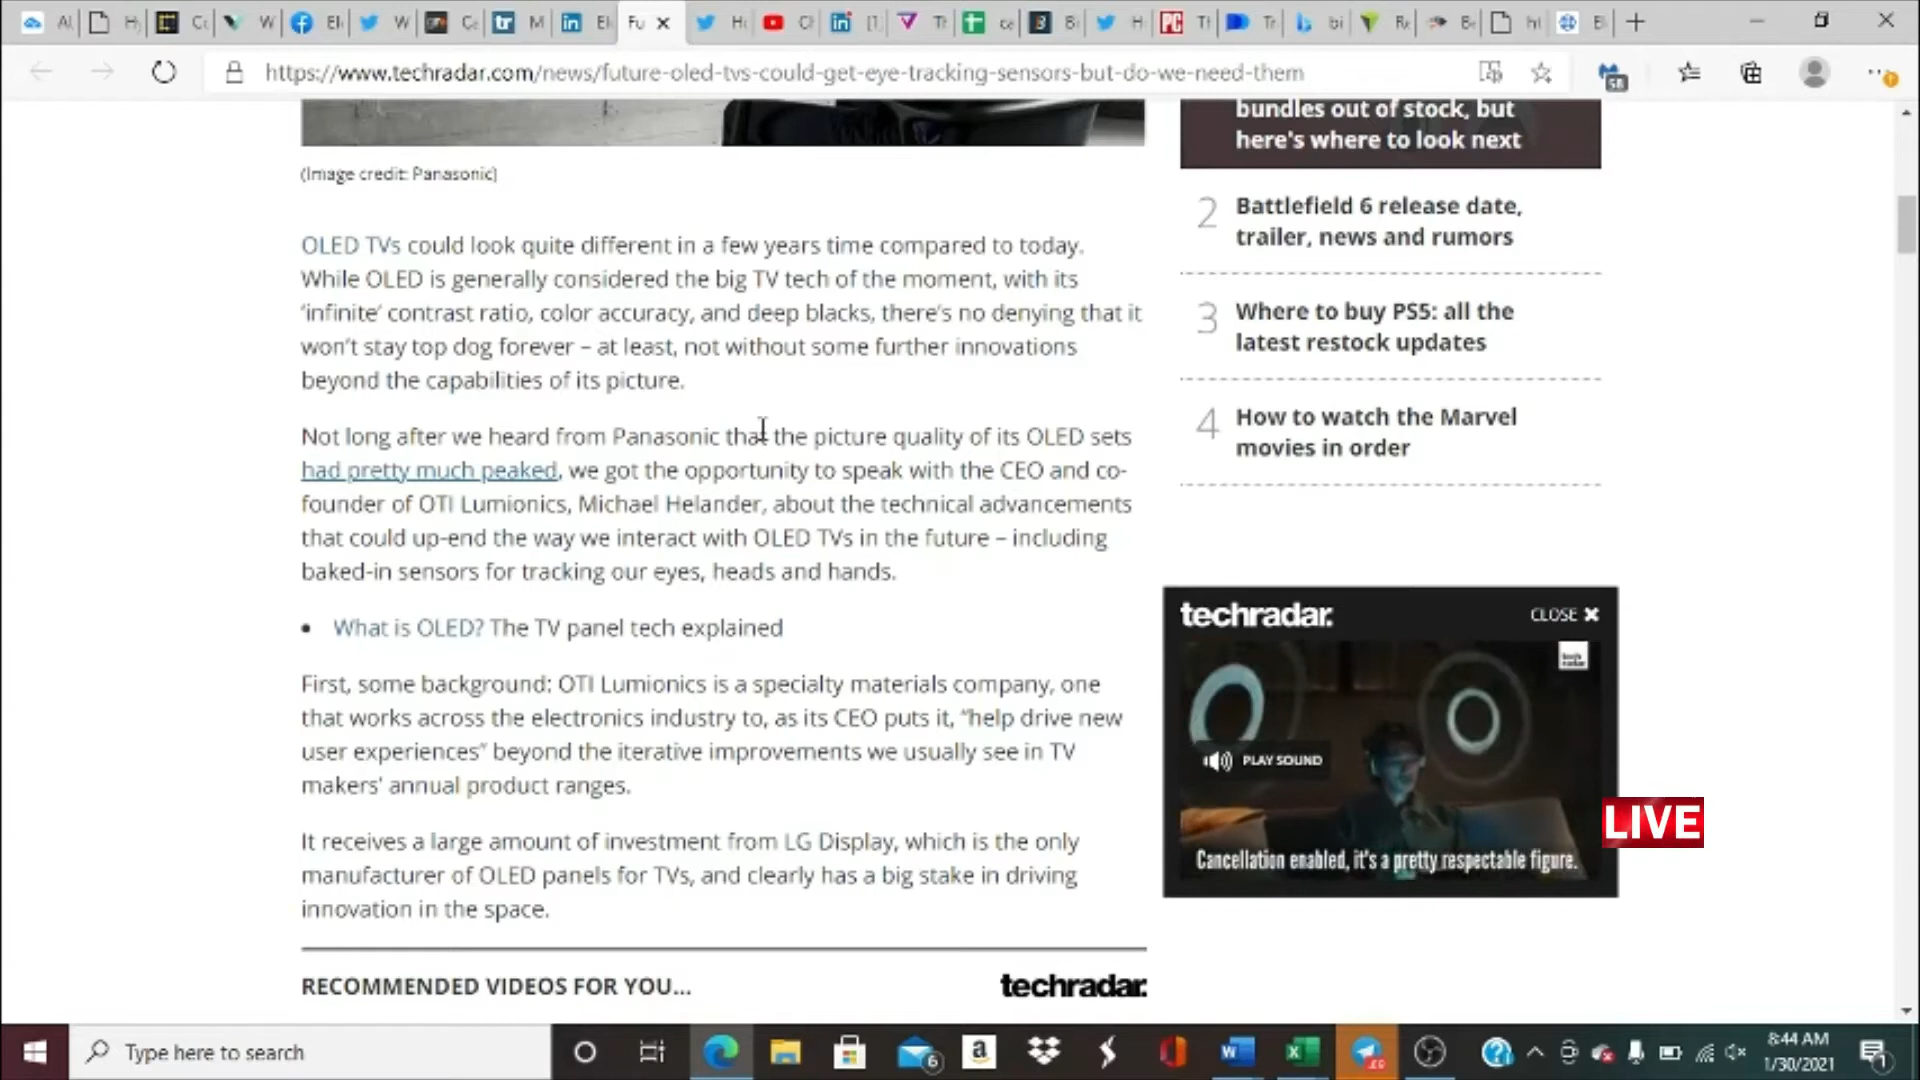 Fu
https://www.techradar.com/news/future-oled-tvs-could-get-eye-tracking-sensors-but-do-we-need-them
58
(Image credit: Panasonic)
OLED TVs could look quite different in a few years time compared to today.
While OLED is generally considered the big TV tech of the moment, with its
‘infinite’ contrast ratio, color accuracy, and deep blacks, there’s no denying that it
won’t stay top dog forever – at least, not without some further innovations
beyond the capabilities of its picture.
Not long after we heard from Panasonic that the picture quality of its OLED sets
had pretty much peaked, we got the opportunity to speak with the CEO and co-
founder of OTI Lumionics, Michael Helander, about the technical advancements
that could up-end the way we interact with OLED TVs in the future – including
baked-in sensors for tracking our eyes, heads and hands.
• What is OLED? The TV panel tech explained
First, some background: OTI Lumionics is a specialty materials company, one
that works across the electronics industry to, as its CEO puts it, “help drive new
user experiences” beyond the iterative improvements we usually see in TV
makers’ annual product ranges.
It receives a large amount of investment from LG Display, which is the only
manufacturer of OLED panels for TVs, and clearly has a big stake in driving
innovation in the space.
RECOMMENDED VIDEOS FOR YOU...
techradar.
bundles out of stock, but
here's where to look next
2 Battlefield 6 release date,
trailer, news and rumors
3 Where to buy PS5: all the
latest restock updates
4 How to watch the Marvel
movies in order
techradar. CLOSE
PLAY SOUND
Cancellation enabled, it's a pretty respectable figure.
LIVE
Type here to search
6
8:44 AM
1/30/2021
1